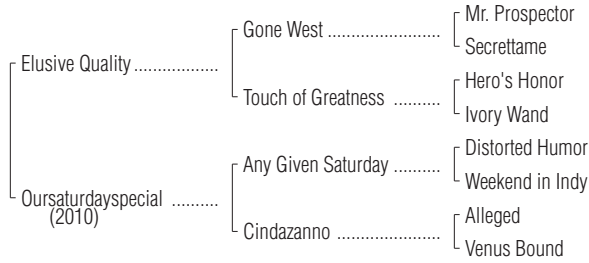 Mr. Prospector
Gone West ........................
Secrettame
Elusive Quality ..................
Hero's Honor
Touch of Greatness ..........
Ivory Wand
Distorted Humor
Any Given Saturday ..........
Weekend in Indy
Oursaturdayspecial ..........
(2010)
Alleged
Cindazanno ......................
Venus Bound